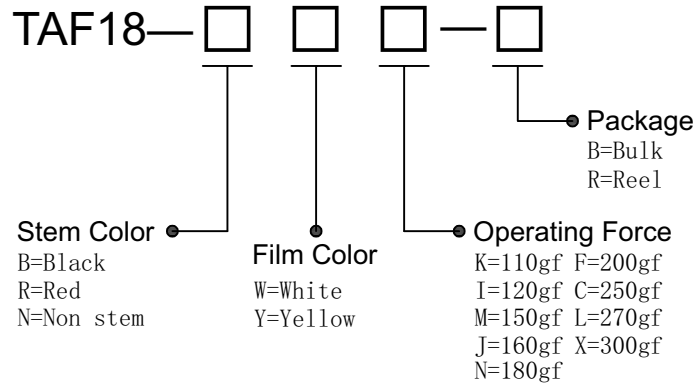 TAF18—□ □ □ — □
Package
B=Bulk
R=Reel
Stem Color
B=Black
R=Red
N=Non stem
Film Color
W=White
Y=Yellow
Operating Force
K=110gf F=200gf
I=120gf C=250gf
M=150gf L=270gf
J=160gf X=300gf
N=180gf